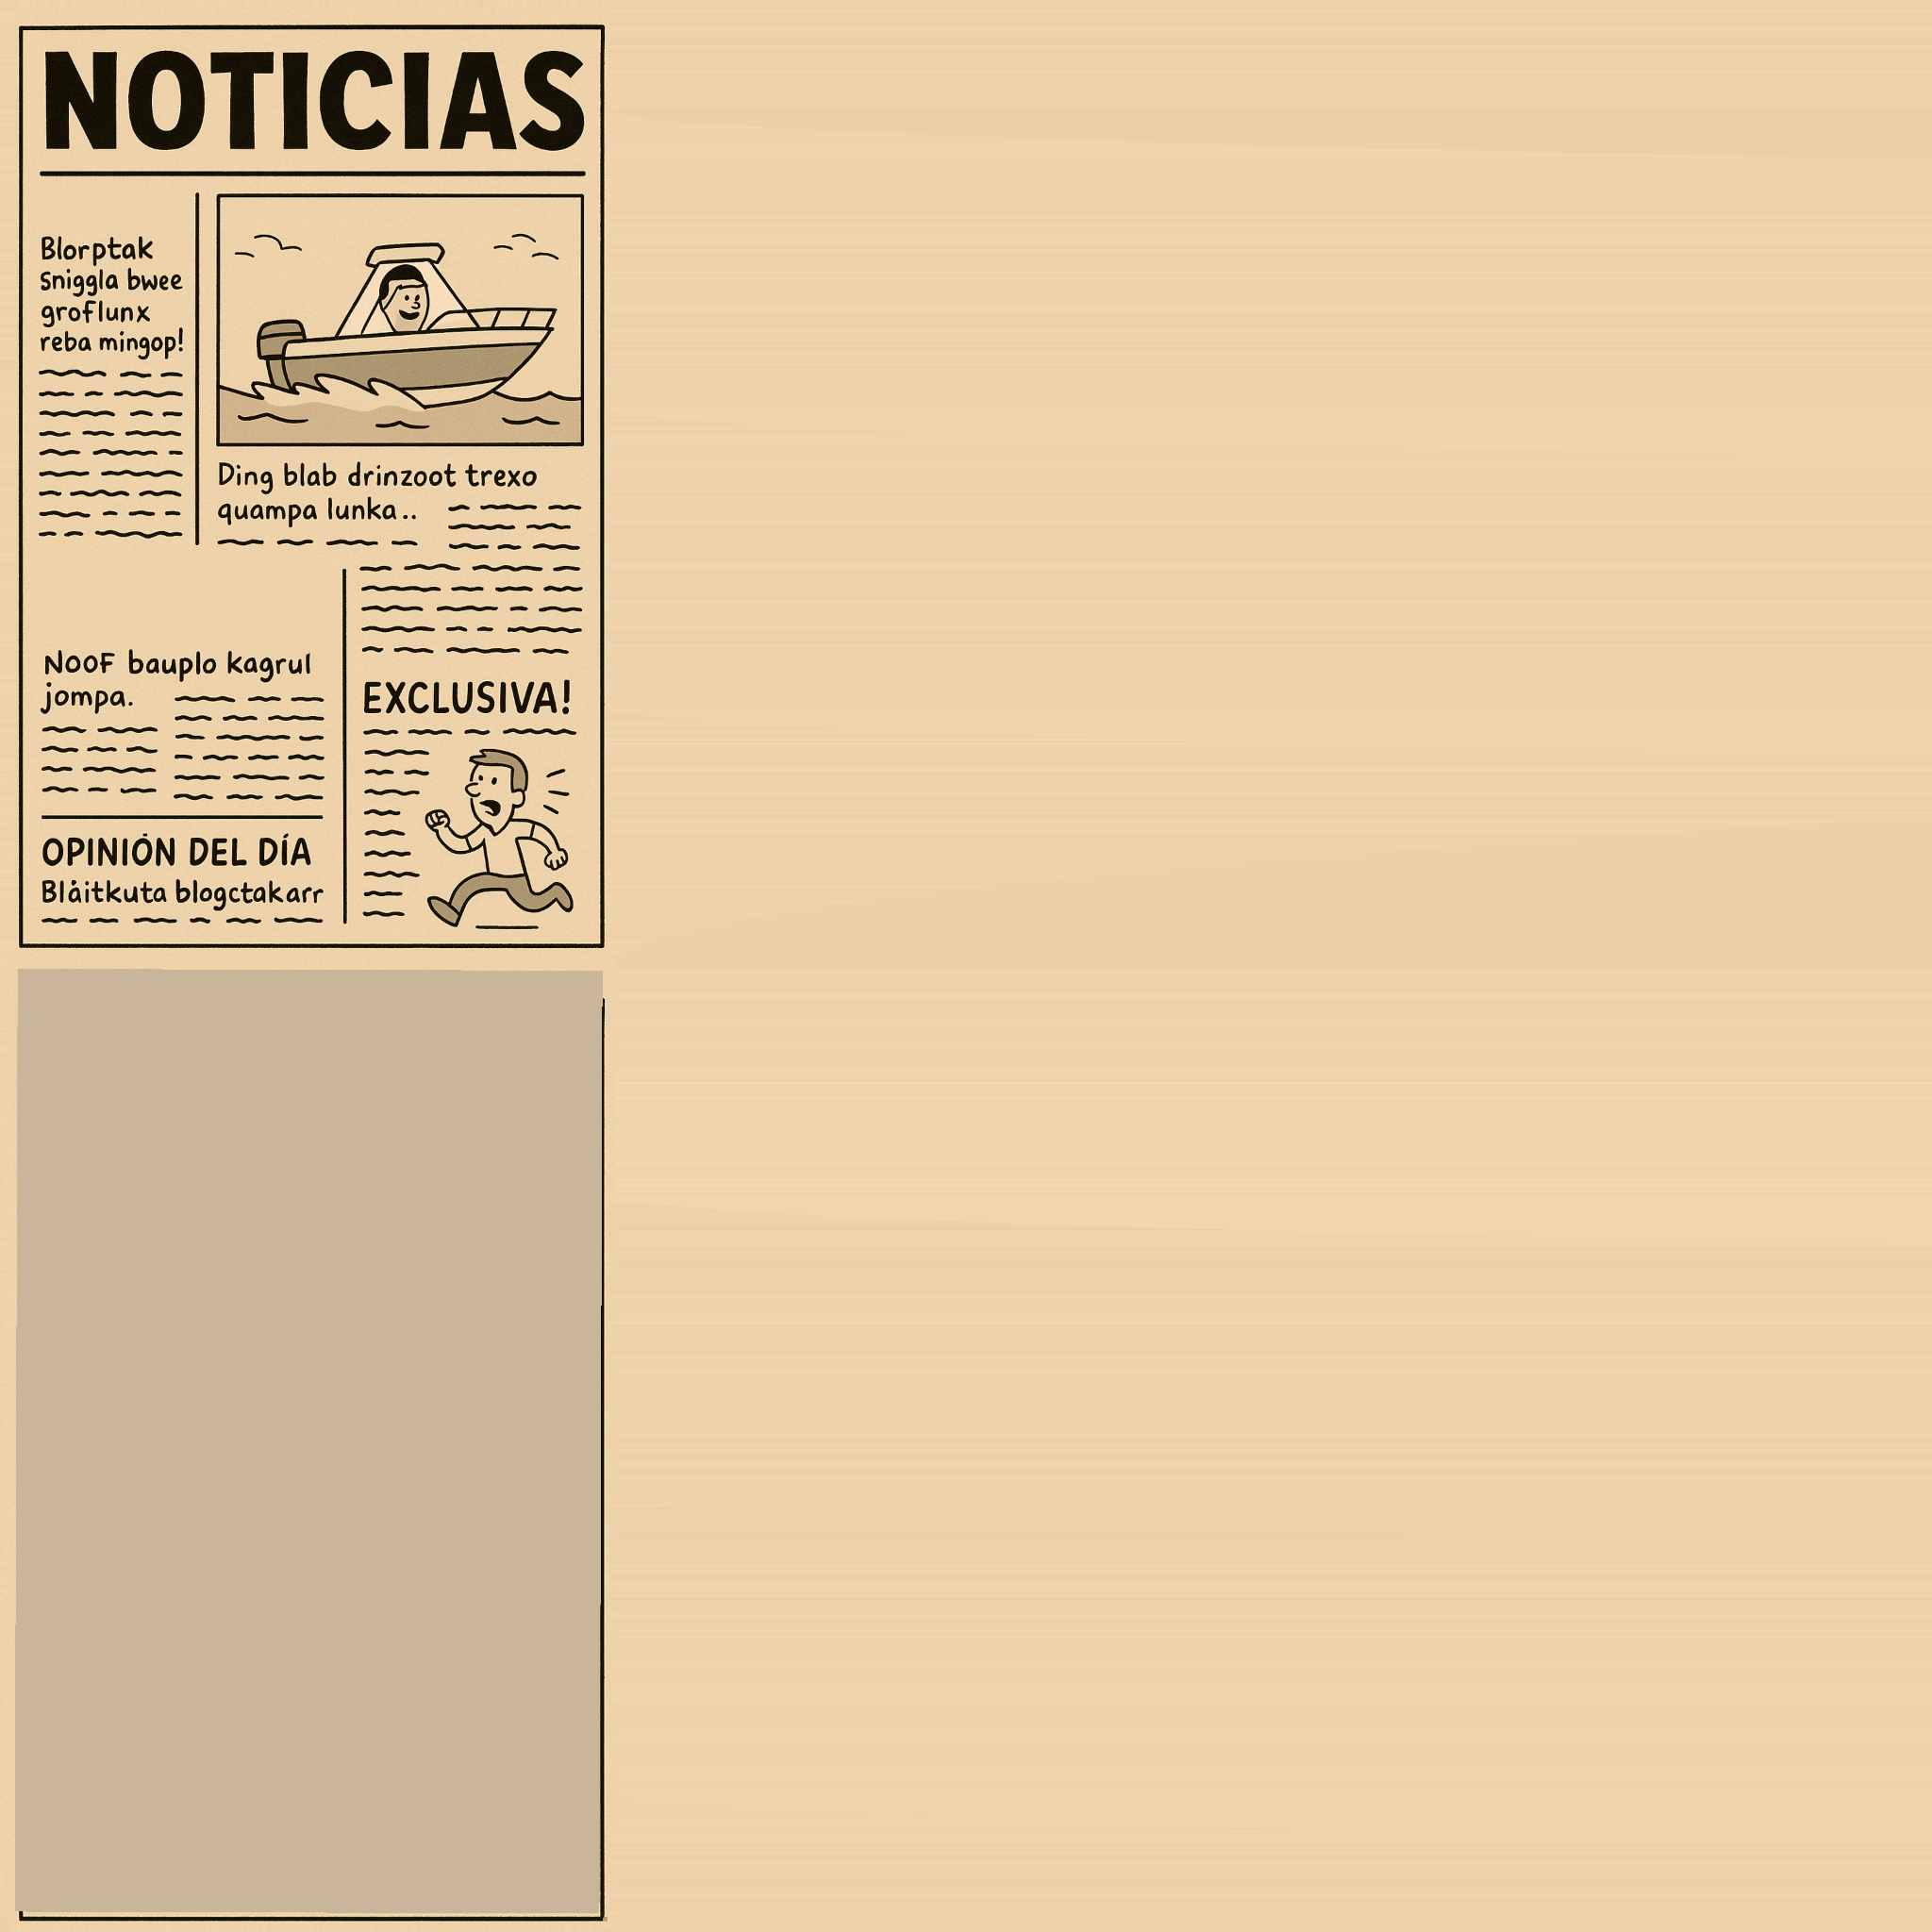 NOTICIAS
Blorptak
Sniggla bwee
groflunx
reba mingop!
Ding blab drinzoot trexo
quampa lunka..
NOOF bauplo kagrul
jompa.
EXCLUSIVA!
OPINIÓN DEL DÍA
Blåitkuta blogctakarr